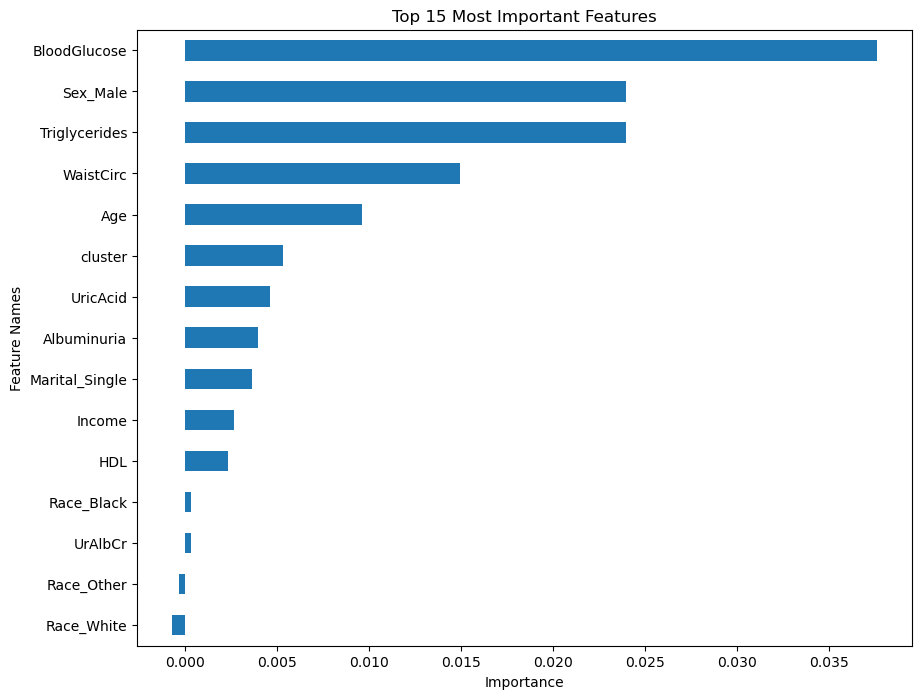 Top 15 Most Important Features
BloodGlucose
Sex_Male
Triglycerides
WaistCirc
Age
cluster
UricAcid
Albuminuria
Marital_Single
Income
HDL
Race_Black
UrAlbCr
Race_Other
Race_White
Feature Names
0.000 0.005 0.010 0.015 0.020 0.025 0.030 0.035
Importance